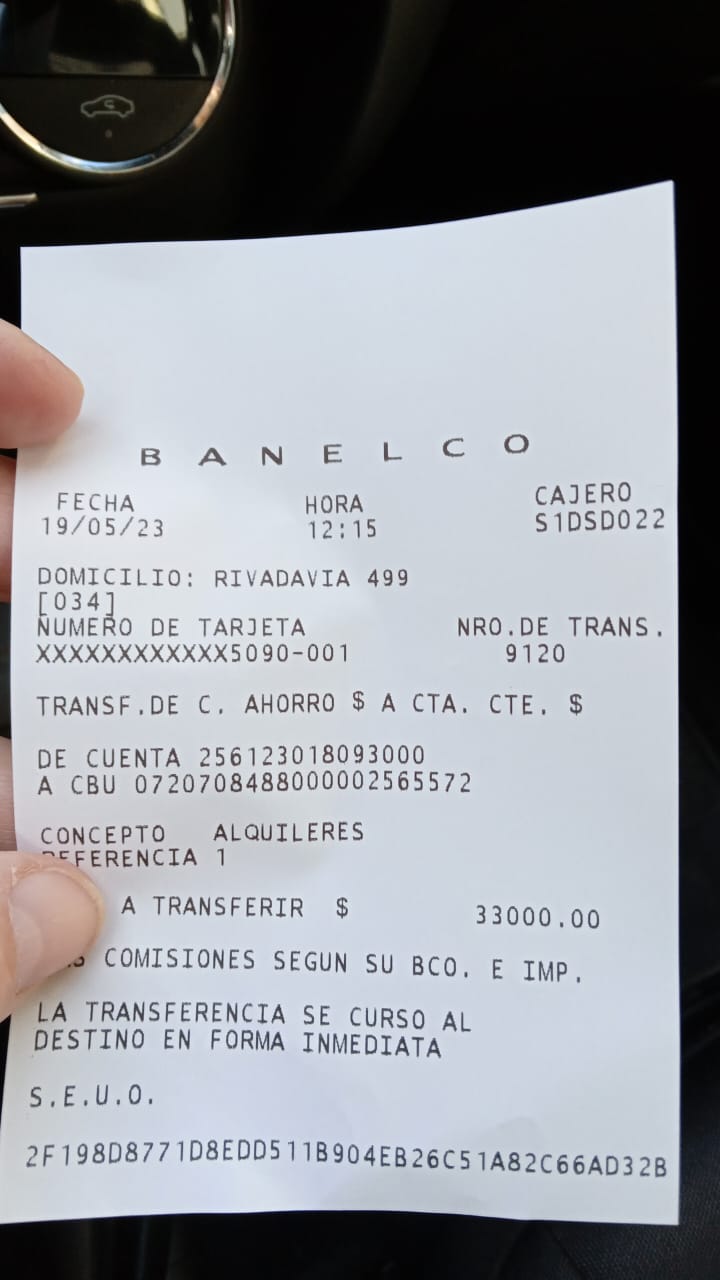 B A N E L C O
FECHA HORA CAJERO
19/05/23 12:15 S1DSD022
DOMICILIO: RIVADAVIA 499
[034]
NUMERO DE TARJETA NRO.DE TRANS.
XXXXXXXXXXXX5090-001 9120
TRANSF.DE C. AHORRO $ A CTA. CTE. $
DE CUENTA 256123018093000
A CBU 0720708488000002565572
CONCEPTO ALQUILERES
REFERENCIA 1
A TRANSFERIR $ 33000.00
COMISIONES SEGUN SU BCO. E IMP.
LA TRANSFERENCIA SE CURSO AL
DESTINO EN FORMA INMEDIATA
S.E.U.O.
2F198D8771D8EDD511B904EB26C51A82C66AD32B